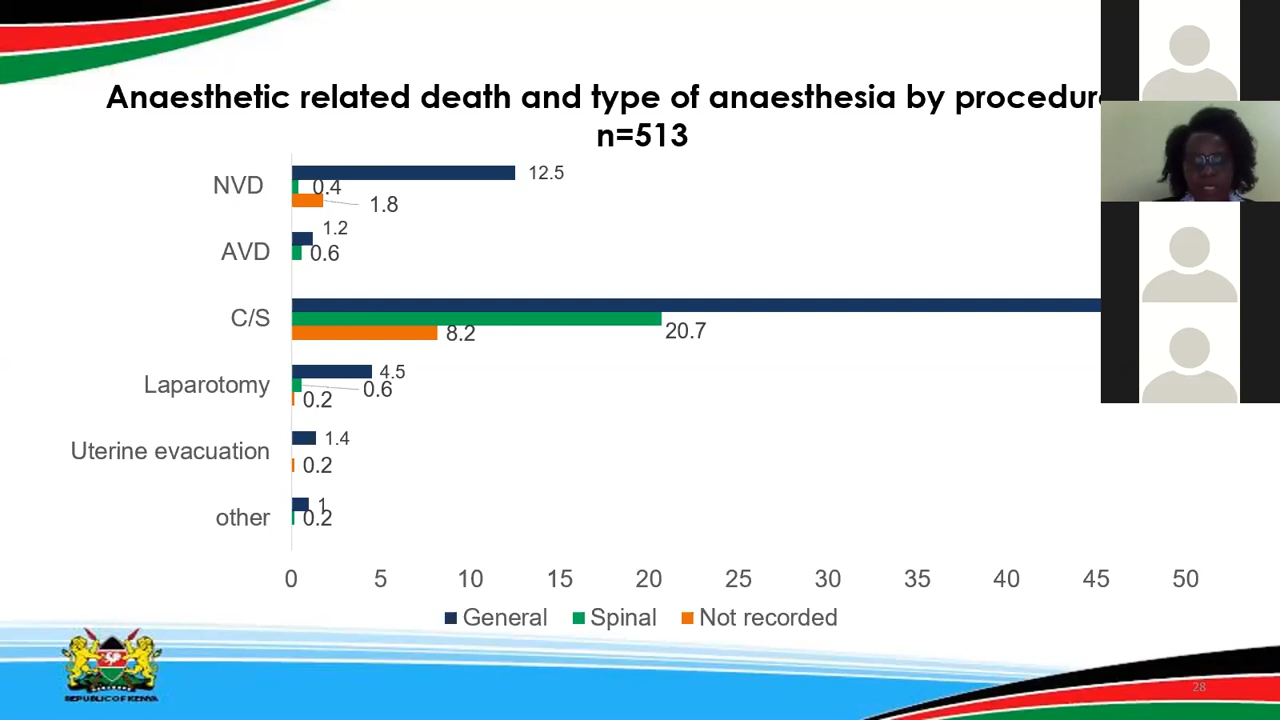 Anaesthetic related death and type of anaesthesia by
n=513
NVD
12.5
0.4
1.8
AVD
1.2
0.6
C/S
20.7
8.2
Laparotomy
4.5
0.6
0.2
Uterine evacuation
1.4
0.2
other
1
0.2
0 5 10 15 20 25 30 35 40 45 50
General Spinal Not recorded
REPUBLIC OF KENYA
28